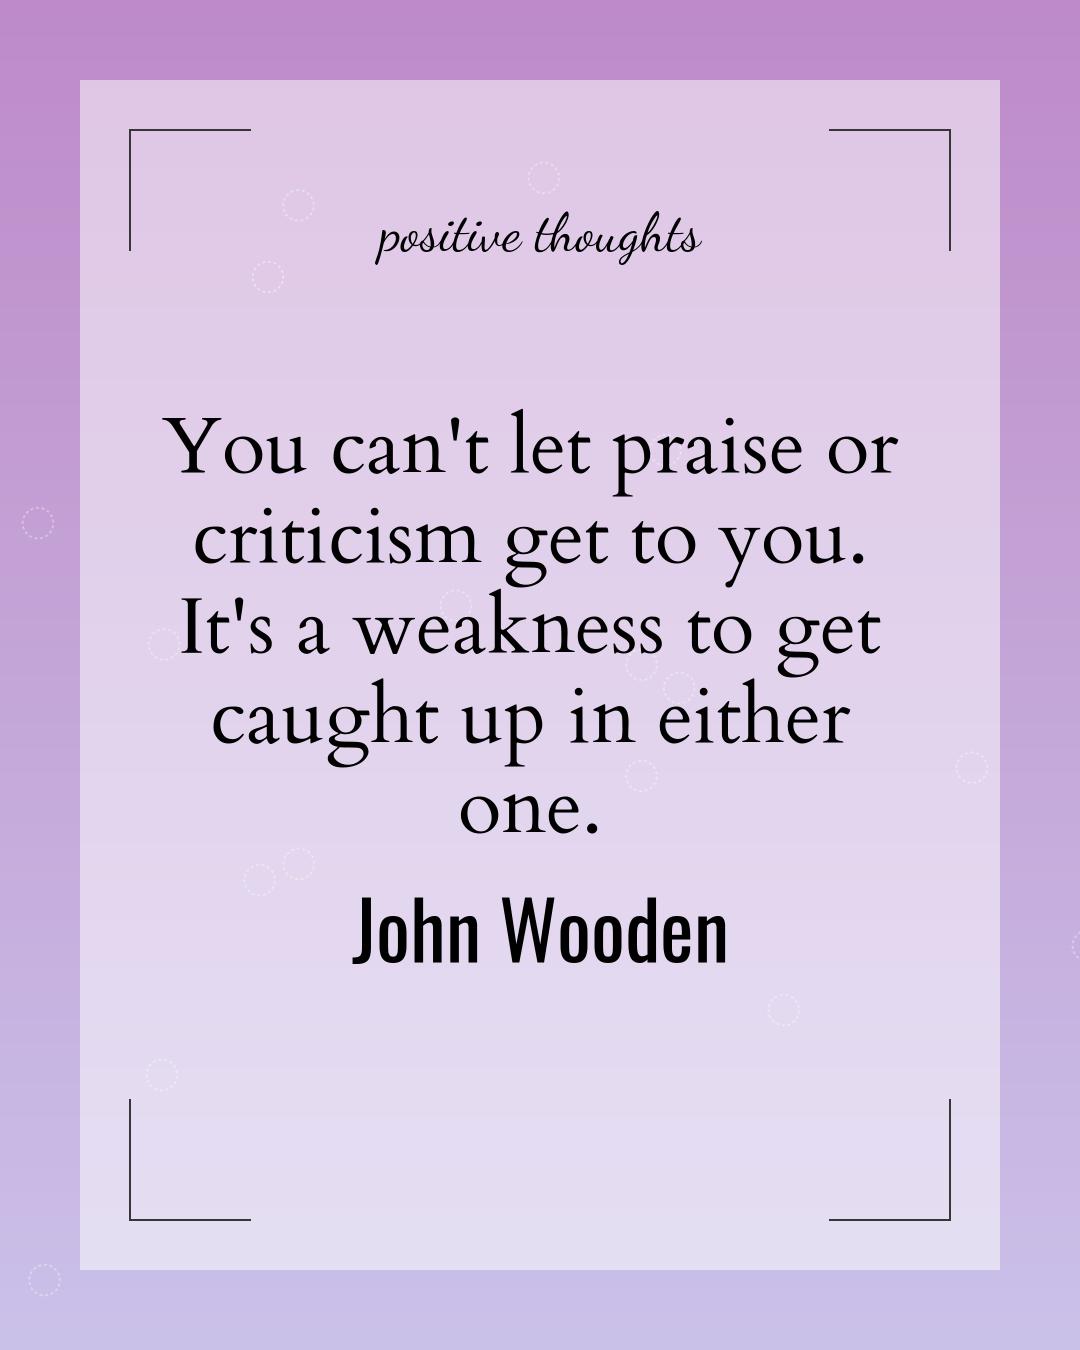 positive thoughts
You can't let praise or
criticism get to you.
It's a weakness to get
caught up in either
one.
John Wooden